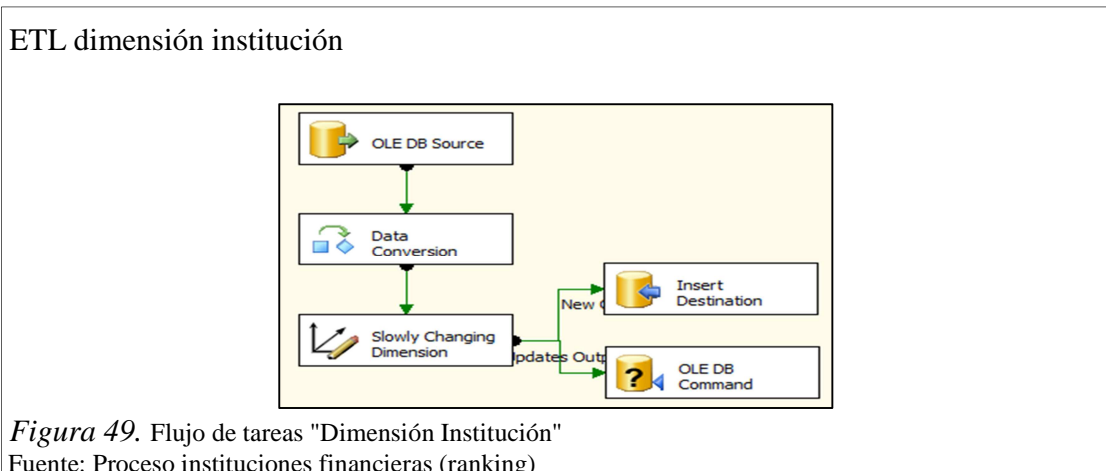 ETL dimensión institución
OLE DB Source
Data
Conversion
Insert
Destination
New
Slowly Changing
Dimension
OLE DB
Command
?
Figura 49. Flujo de tareas "Dimensión Institución"
Fuente: Proceso instituciones financieras (ranking)